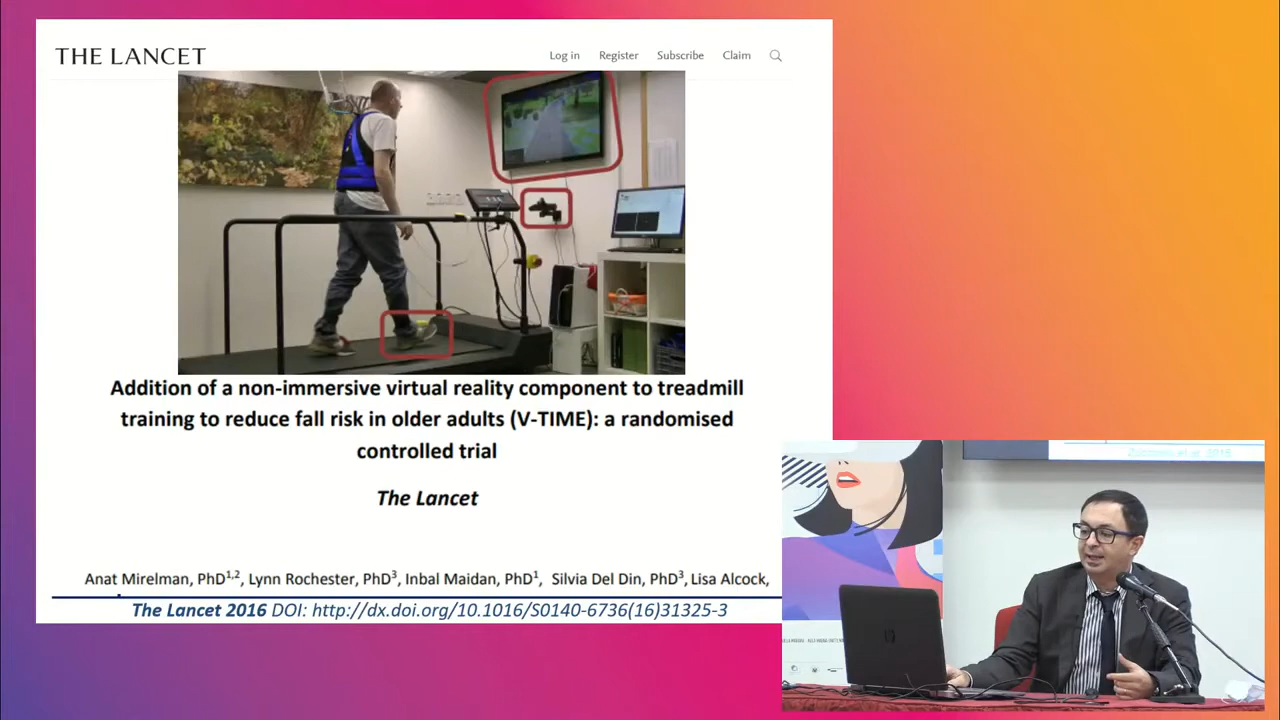 THE LANCET
Log in Register Subscribe Claim
Addition of a non-immersive virtual reality component to treadmill
training to reduce fall risk in older adults (V-TIME): a randomised
controlled trial
The Lancet
Anat Mirelman, PhD1,2, Lynn Rochester, PhD3, Inbal Maidan, PhD1, Silvia Del Din, PhD3, Lisa Alcock,
The Lancet 2016 DOI: http://dx.doi.org/10.1016/S0140-6736(16)31325-3